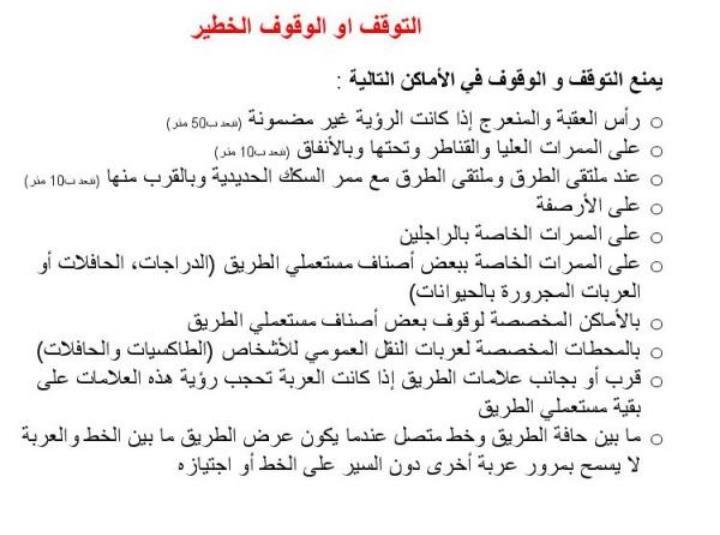 التوقف او الوقوف الخطير
يمنع التوقف و الوقوف في الأماكن التالية :
o رأس العقبة والمنعرج إذا كانت الرؤية غير مضمونة (نبعد ب50 متر)
o على الممرات العليا والقناطر وتحتها وبالأنفاق (نبعد ب10 متر)
o عند ملتقى الطرق وملتقى الطرق مع ممر السكك الحديدية وبالقرب منها (نبعد ب10 متر)
o على الأرصفة
o على الممرات الخاصة بالراجلين
o على الممرات الخاصة ببعض أصناف مستعملي الطريق (الدراجات، الحافلات أو
العربات المجرورة بالحيوانات)
o بالأماكن المخصصة لوقوف بعض أصناف مستعملي الطريق
o بالمحطات المخصصة لعربات النقل العمومي للأشخاص (الطاكسيات والحافلات)
o قرب أو بجانب علامات الطريق إذا كانت العربة تحجب رؤية هذه العلامات على
بقية مستعملي الطريق
o ما بين حافة الطريق وخط متصل عندما يكون عرض الطريق ما بين الخط والعربة
لا يسمح بمرور عربة أخرى دون السير على الخط أو اجتيازه